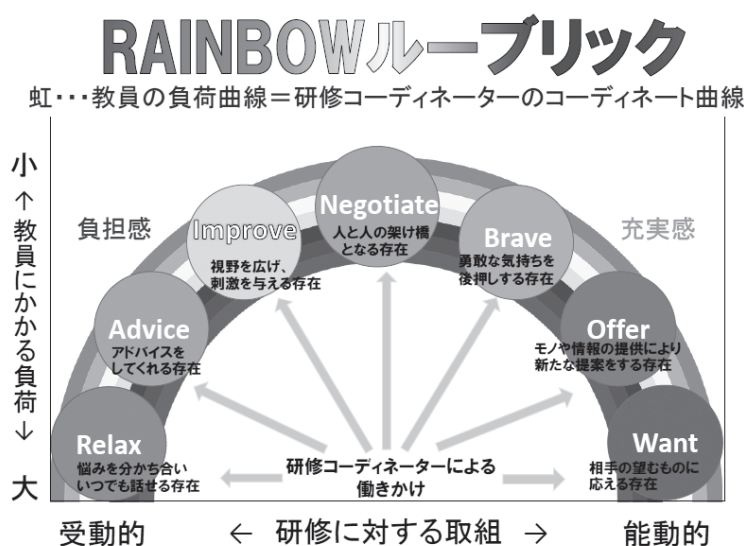 RAINBOWルーブリック
虹･･･教員の負荷曲線＝研修コーディネーターのコーディネート曲線
小
↑
教員にかかる負荷
↓
大
負担感
充実感
Relax
悩みを分かち合い
いつでも話せる存在
Advice
アドバイスを
してくれる存在
Improve
視野を広げ、
刺激を与える存在
Negotiate
人と人の架け橋
となる存在
Brave
勇敢な気持ちを
後押しする存在
Offer
モノや情報の提供により
新たな提案をする存在
Want
相手の望むものに
応える存在
研修コーディネーターによる
働きかけ
受動的 ← 研修に対する取組 → 能動的